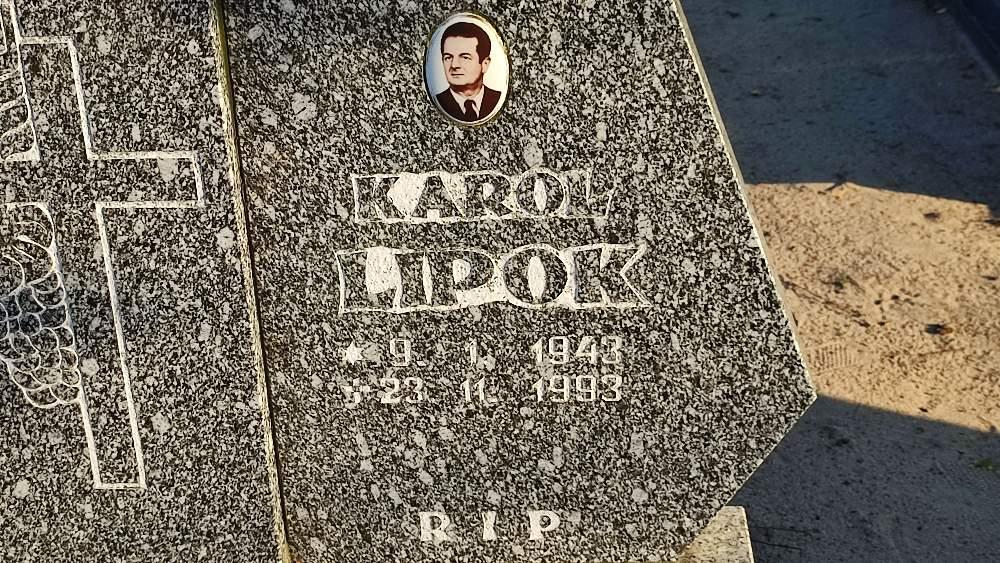 KAROL
LIPOK
* 9. 1. 1943
✝ 23. 11. 1993
R I P